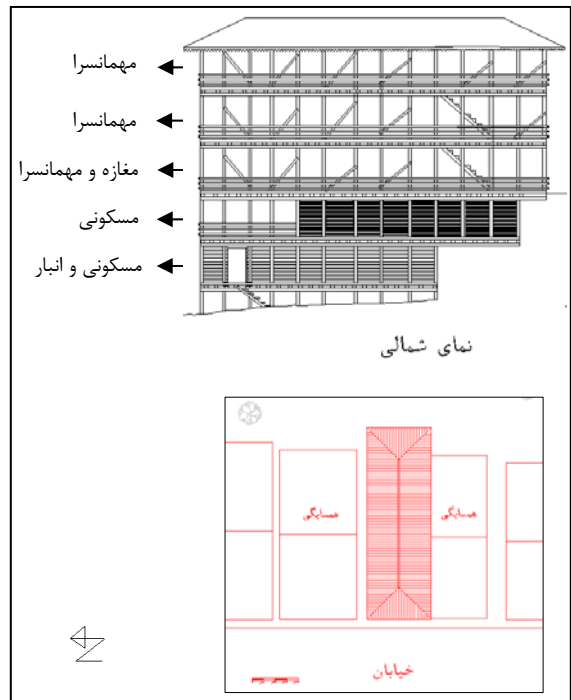 مهمانسرا
مهمانسرا
مغازه و مهمانسرا
مسکونی
مسکونی و انبار
نمای شمالی
همسایگی
همسایگی
خیابان